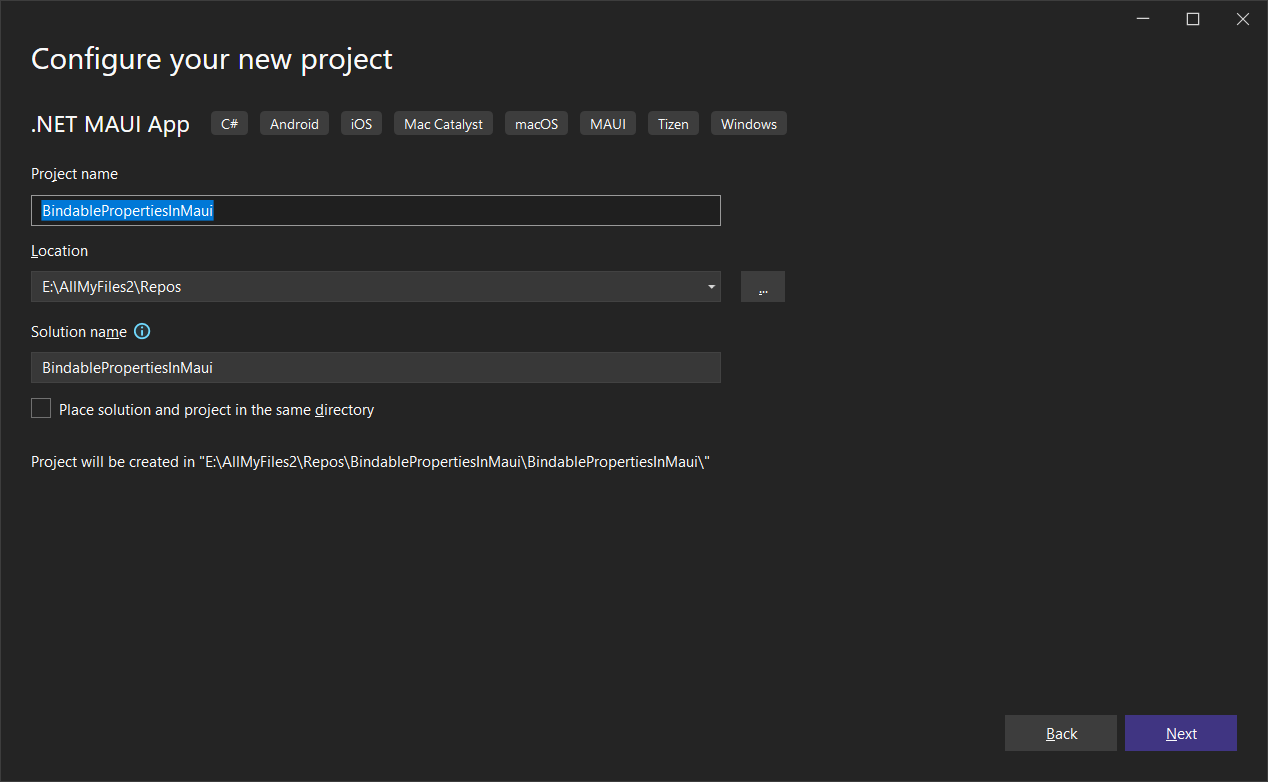 Configure your new project
.NET MAUI App C# Android iOS Mac Catalyst macOS MAUI Tizen Windows
Project name
BindablePropertiesInMaui
Location
E:\AllMyFiles2\Repos ...
Solution name
BindablePropertiesInMaui
Place solution and project in the same directory
Project will be created in "E:\AllMyFiles2\Repos\BindablePropertiesInMaui\BindablePropertiesInMaui\"
Back Next